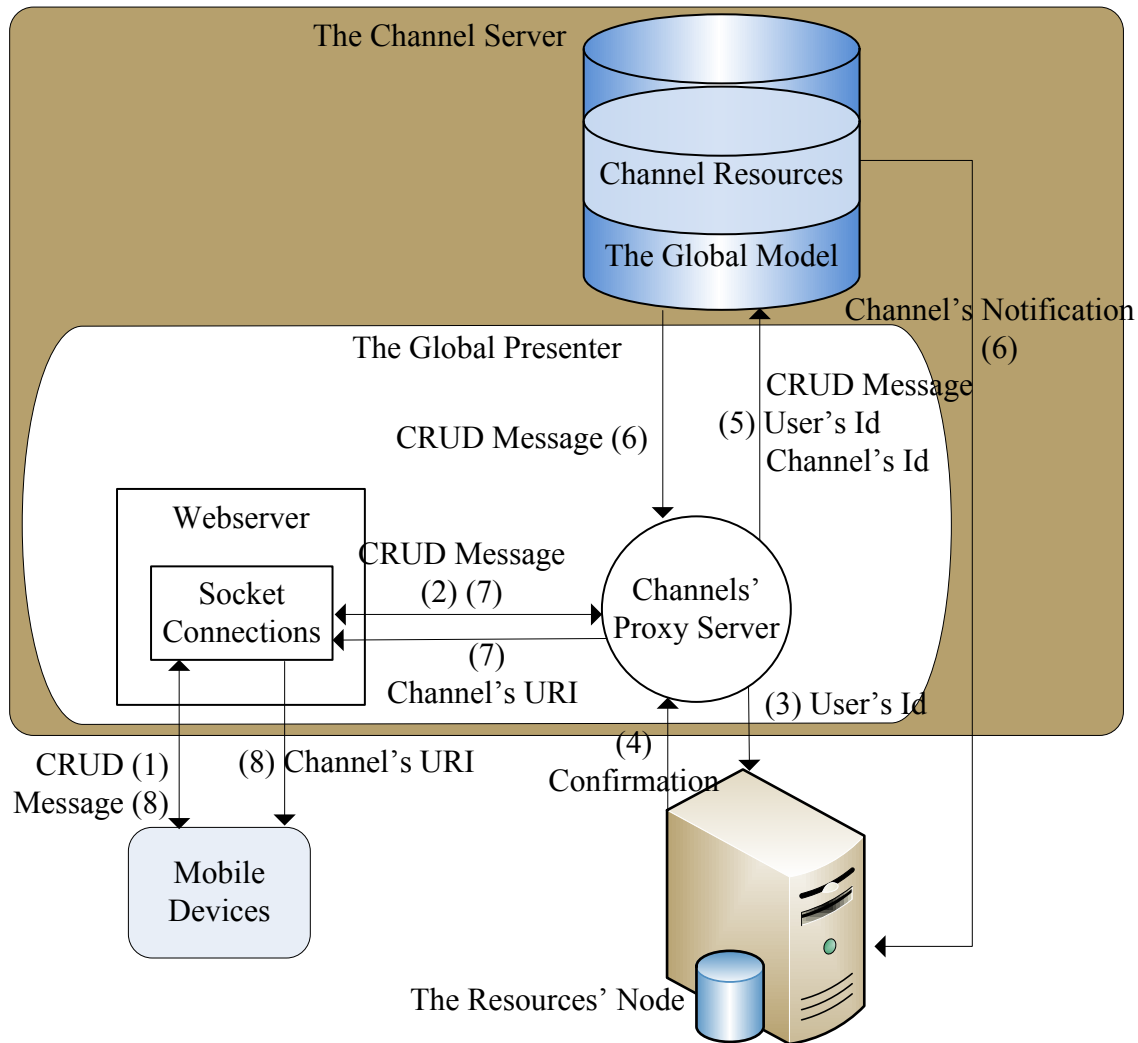 The Channel Server
Channel Resources
The Global Model
Channel's Notification
(6)
The Global Presenter
CRUD Message
(5) User's Id
Channel's Id
CRUD Message (6)
Webserver
Socket
Connections
CRUD Message
(2) (7)
(7)
Channel's URI
Channels'
Proxy Server
(3) User's Id
(4)
Confirmation
CRUD (1)
Message (8)
(8) Channel's URI
Mobile
Devices
The Resources' Node